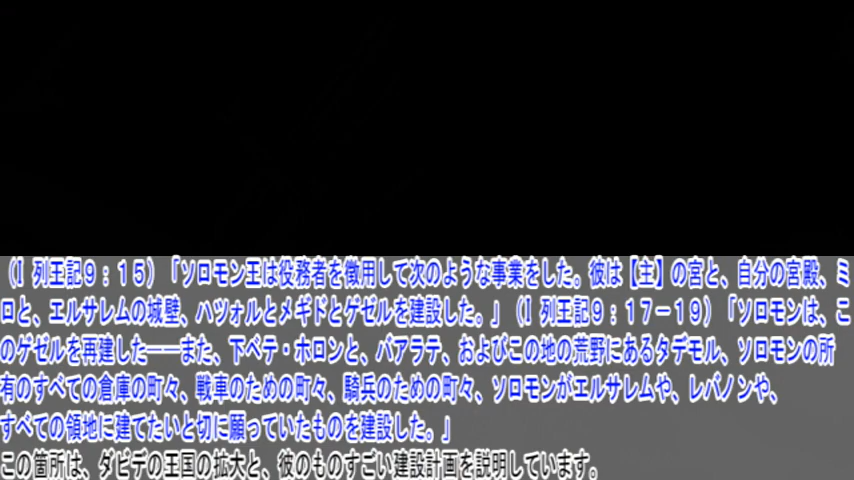 （Ⅰ 列王記９：１５）「ソロモン王は役務者を徴用して次のような事業をした。彼は【主】の宮と、自分の宮殿、ミ
ロと、エルサレムの城壁、ハツォルとメギドとゲゼルを建設した。」（Ⅰ 列王記９：１７－１９）「ソロモンは、こ
のゲゼルを再建した──また、下ベテ・ホロンと、バアラテ、およびこの地の荒野にあるタデモル、ソロモンの所
有のすべての倉庫の町々、戦車のための町々、騎兵のための町々、ソロモンがエルサレムや、レバノンや、
すべての領地に建てたいと切に願っていたものを建設した。」
この箇所は、ダビデの王国の拡大と、彼のものすごい建設計画を説明しています。